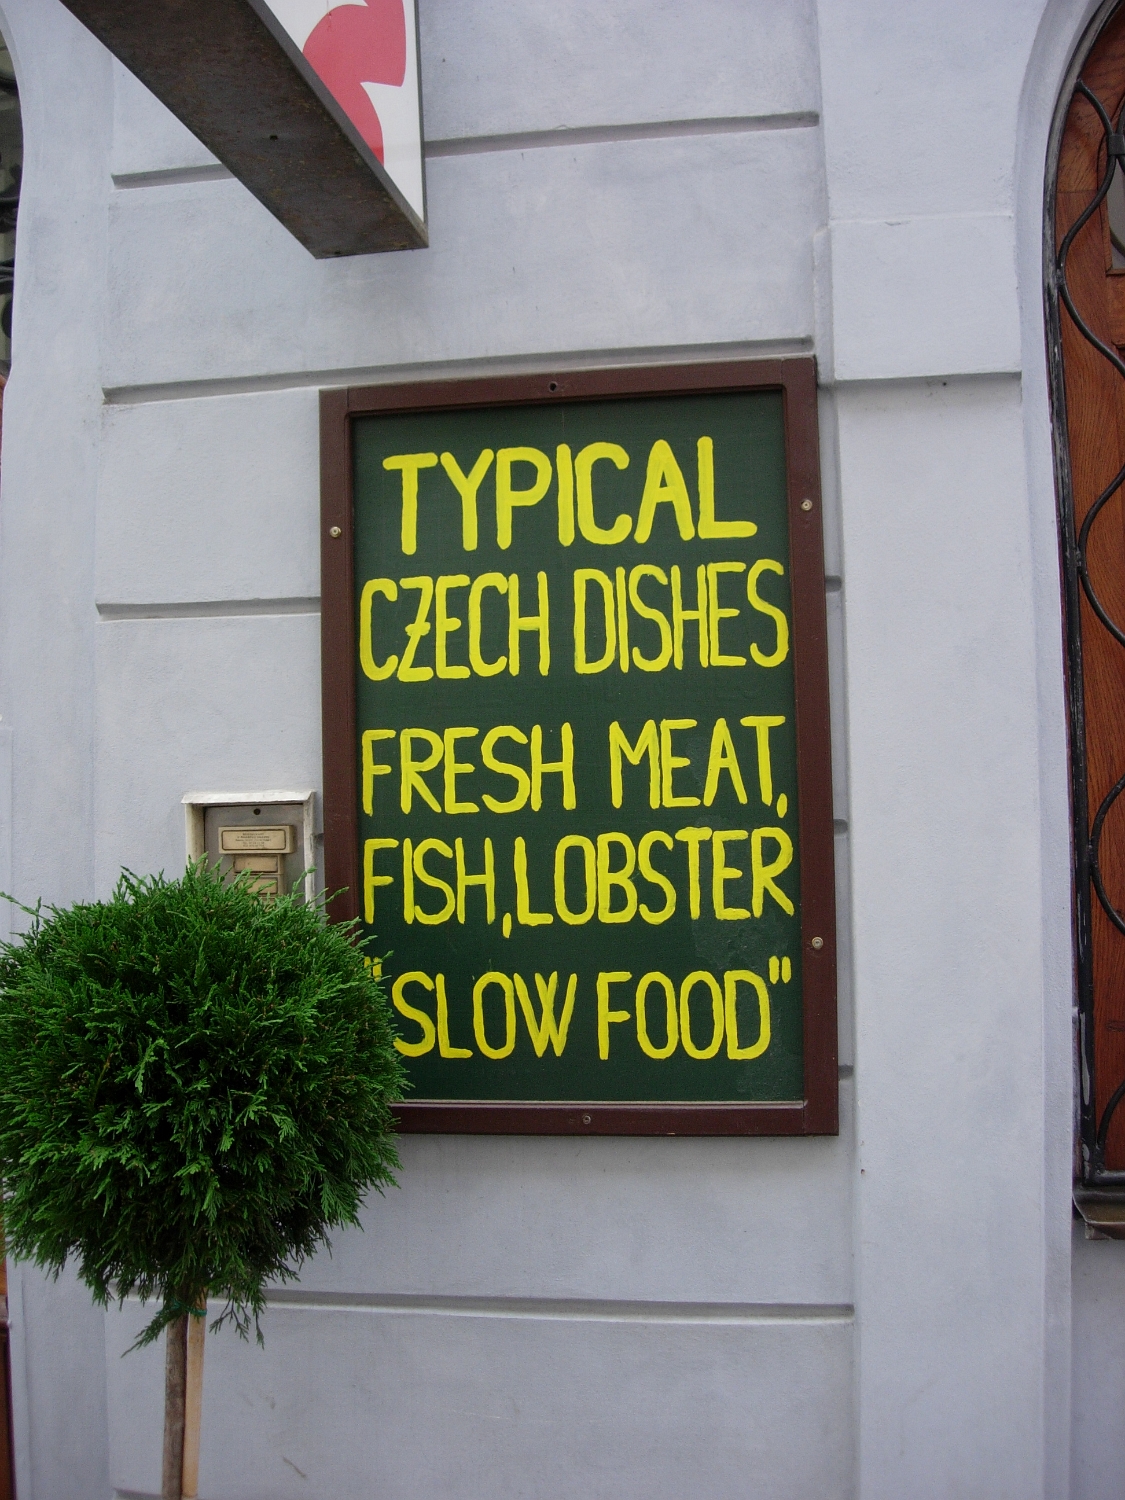 TYPICAL
CZECH DISHES
FRESH MEAT,
FISH, LOBSTER
"SLOW FOOD"